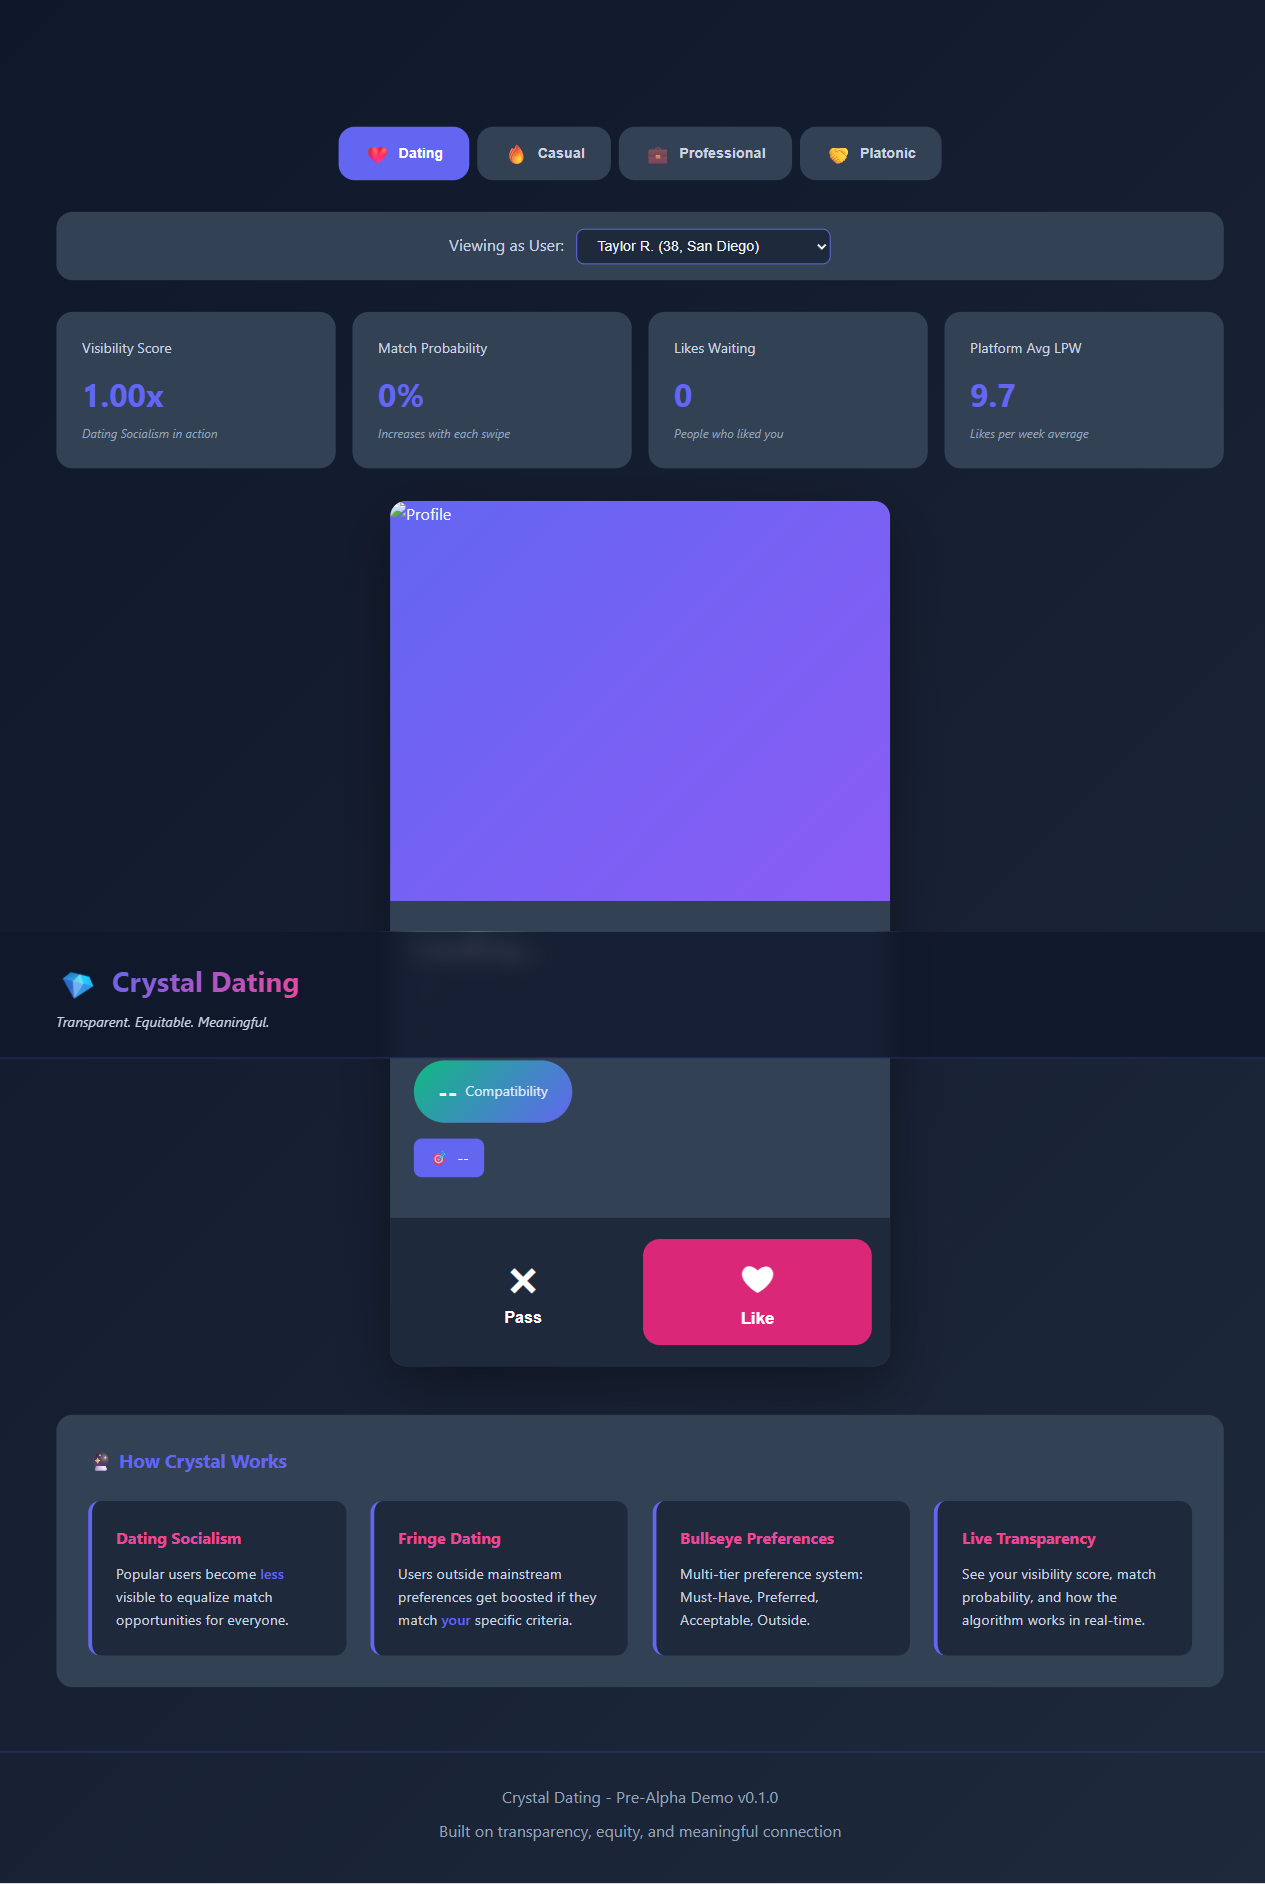 Dating
Casual
Professional
Platonic
Viewing as User:
Taylor R. (38, San Diego)
Visibility Score
1.00x
Dating Socialism in action
Match Probability
0%
Increases with each swipe
Likes Waiting
0
People who liked you
Platform Avg LPW
9.7
Likes per week average
Profile
Crystal Dating
Transparent. Equitable. Meaningful.
-- Compatibility
--
Pass
Like
How Crystal Works
Dating Socialism
Popular users become less
visible to equalize match
opportunities for everyone.
Fringe Dating
Users outside mainstream
preferences get boosted if they
match your specific criteria.
Bullseye Preferences
Multi-tier preference system:
Must-Have, Preferred,
Acceptable, Outside.
Live Transparency
See your visibility score, match
probability, and how the
algorithm works in real-time.
Crystal Dating - Pre-Alpha Demo v0.1.0
Built on transparency, equity, and meaningful connection